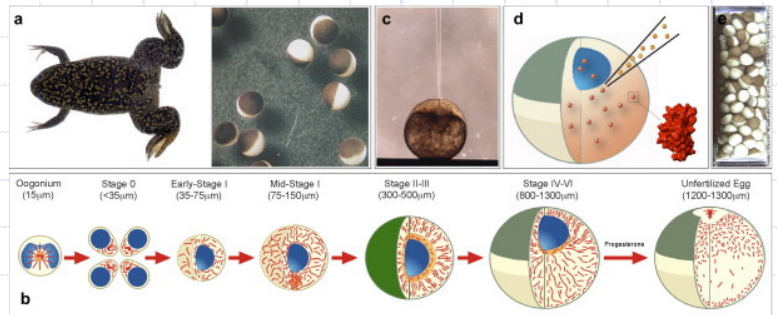 a
c
d
e
Oogonium
(15µm)
Stage 0
(<35µm)
Early-Stage I
(35-75µm)
Mid-Stage I
(75-150µm)
Stage II-III
(300-500µm)
Stage IV-VI
(800-1300µm)
Unfertilized Egg
(1200-1300µm)
Progesterone
b